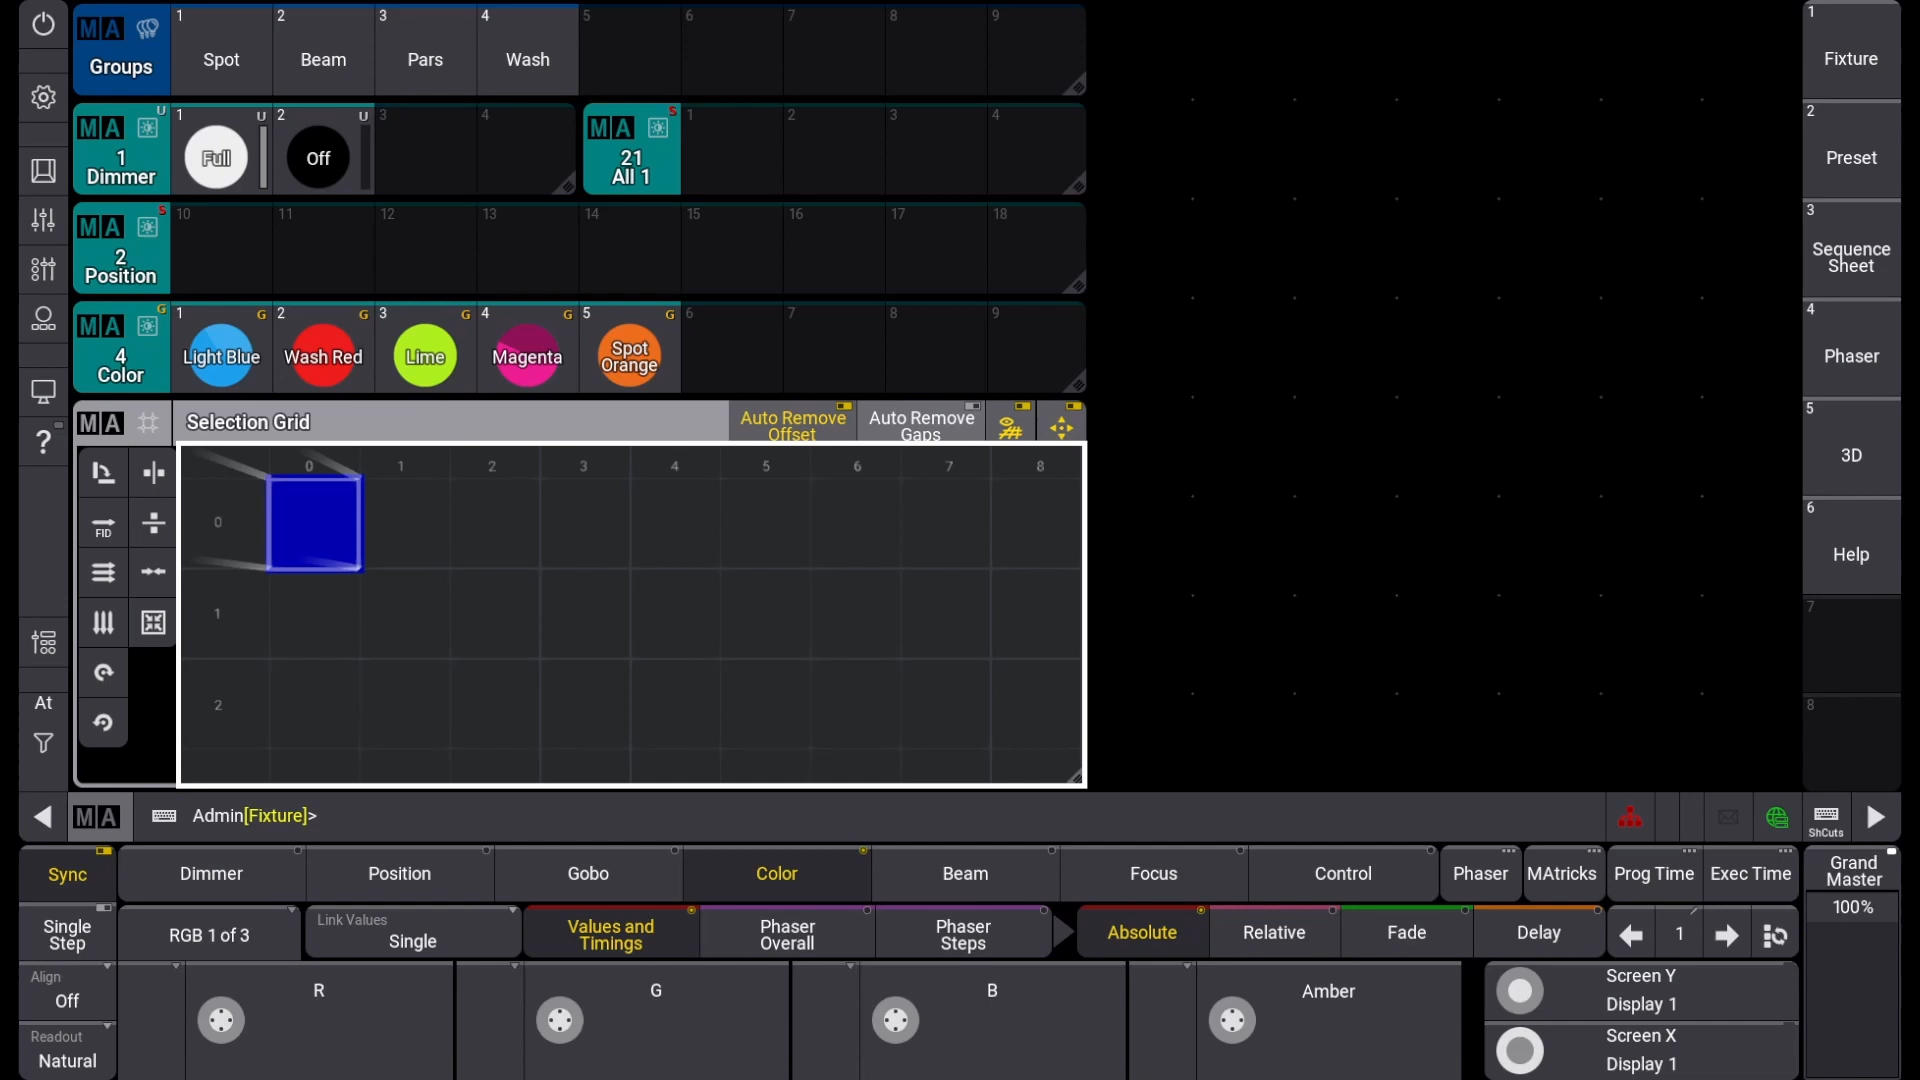 MA
Groups
1
Spot
2
Beam
3
Pars
4
Wash
5
6
7
8
9
MA
U
1
Dimmer
1
U
Full
2
U
Off
3
4
MA
S
21
All 1
1
2
3
4
MA
S
2
Position
10
11
12
13
14
15
16
17
18
MA
G
4
Color
1
G
Light Blue
2
G
Wash Red
3
G
Lime
4
G
Magenta
5
G
Spot
Orange
6
7
8
9
MA
Selection Grid
Auto Remove
Offset
Auto Remove
Gaps
FID
0 1 2 3 4 5 6 7 8
0
1
2
?
At
1
Fixture
2
Preset
3
Sequence
Sheet
4
Phaser
5
3D
6
Help
7
8
MA
Admin[Fixture]>
ShCuts
Sync
Dimmer
Position
Gobo
Color
Beam
Focus
Control
Phaser
MAtricks
Prog Time
Exec Time
Grand
Master
100%
Single
Step
RGB 1 of 3
Link Values
Single
Values and
Timings
Phaser
Overall
Phaser
Steps
Absolute
Relative
Fade
Delay
1
Align
Off
Readout
Natural
R
G
B
Amber
Screen Y
Display 1
Screen X
Display 1